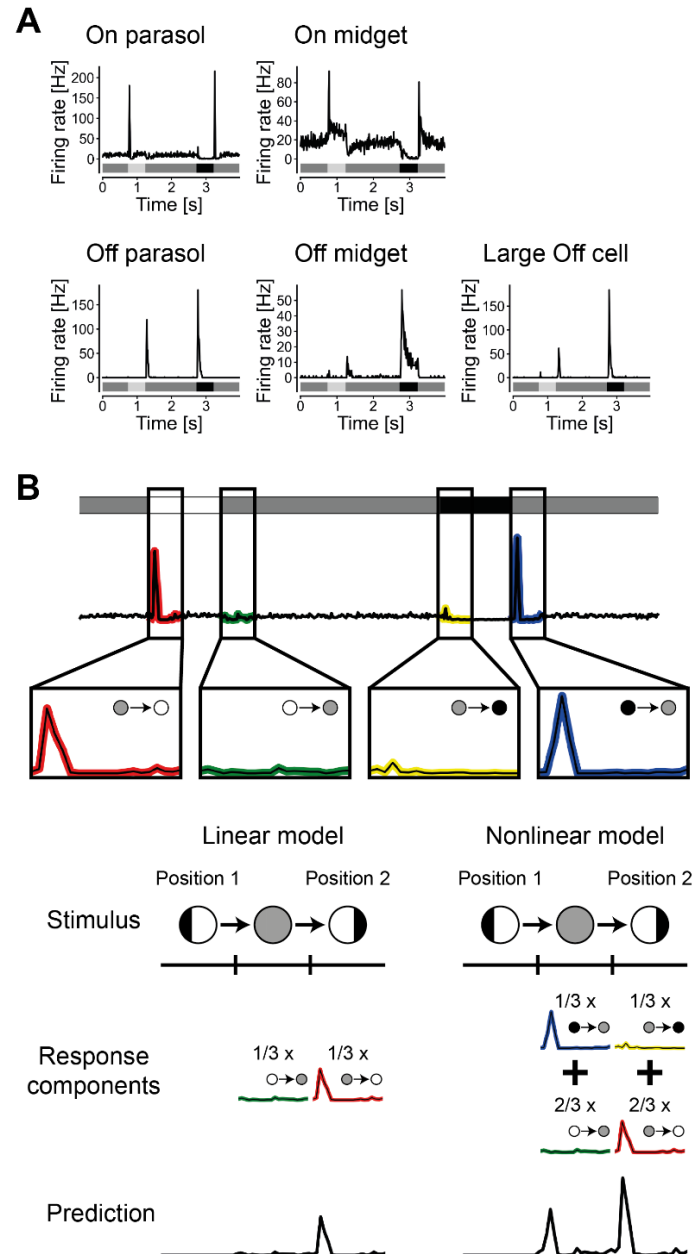 A
On parasol
On midget
Firing rate [Hz]
200
150
100
50
0
0 1 2 3
Time [s]
Firing rate [Hz]
80
60
40
20
0
0 1 2 3
Time [s]
Off parasol
Off midget
Large Off cell
Firing rate [Hz]
150
100
50
0
0 1 2 3
Time [s]
Firing rate [Hz]
50
40
30
20
10
0
0 1 2 3
Time [s]
Firing rate [Hz]
150
100
50
0
0 1 2 3
Time [s]
B
Linear model
Nonlinear model
Position 1
Position 2
Position 1
Position 2
Stimulus
1/3 x
1/3 x
Response
components
1/3 x
1/3 x
+
+
2/3 x
2/3 x
Prediction